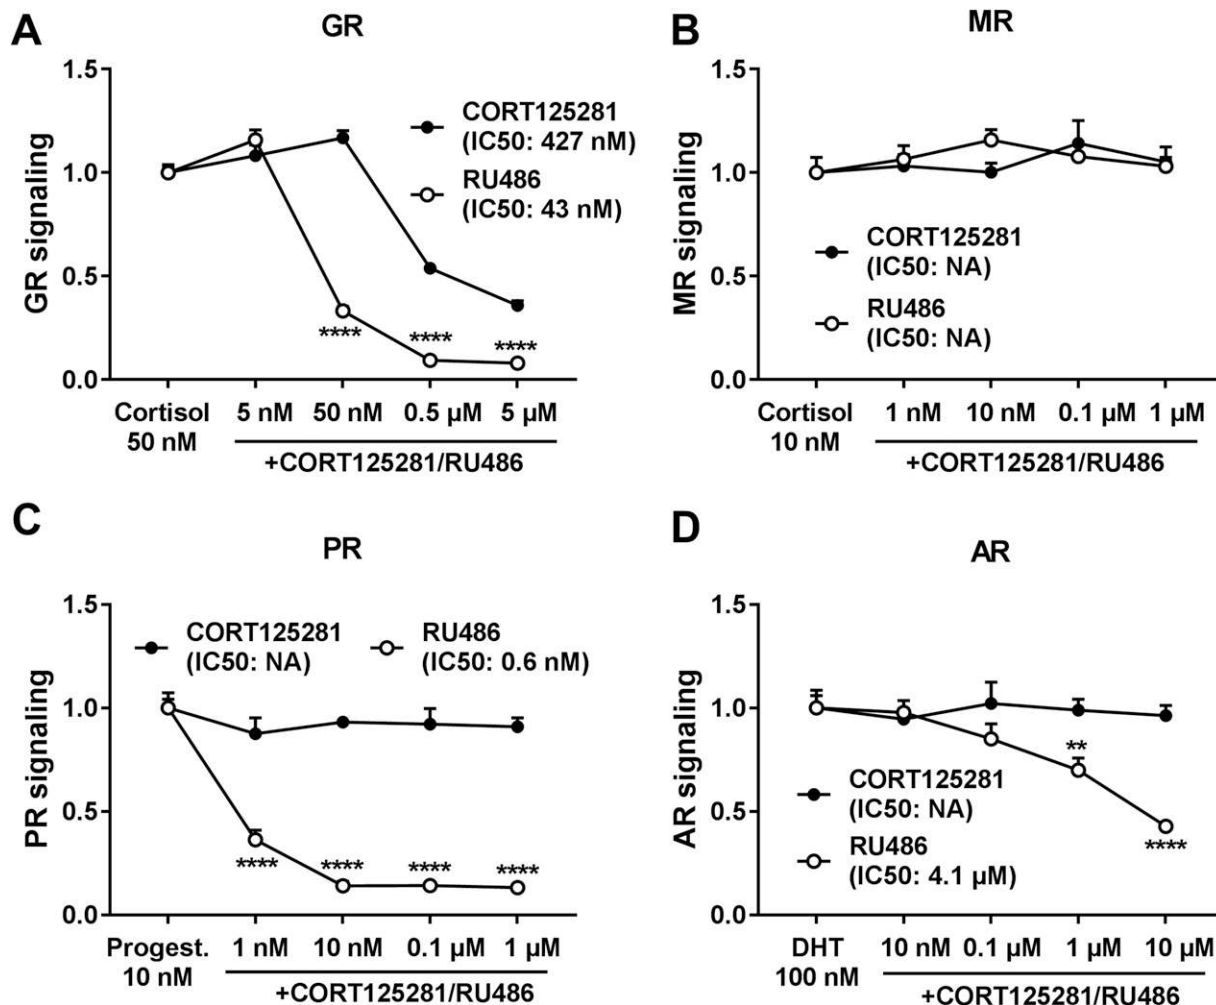 A
GR
1.5
1.0
0.5
0.0
GR signaling
CORT125281
(IC50: 427 nM)
RU486
(IC50: 43 nM)
****
****
****
Cortisol
50 nM
5 nM
50 nM
0.5 µM
5 µM
+CORT125281/RU486
B
MR
1.5
1.0
0.5
0.0
MR signaling
CORT125281
(IC50: NA)
RU486
(IC50: NA)
Cortisol
10 nM
1 nM
10 nM
0.1 µM
1 µM
+CORT125281/RU486
C
PR
1.5
1.0
0.5
0.0
PR signaling
CORT125281
(IC50: NA)
RU486
(IC50: 0.6 nM)
****
****
****
****
Progest.
10 nM
1 nM
10 nM
0.1 µM
1 µM
+CORT125281/RU486
D
AR
1.5
1.0
0.5
0.0
AR signaling
**
CORT125281
(IC50: NA)
RU486
(IC50: 4.1 µM)
****
DHT
100 nM
10 nM
0.1 µM
1 µM
10 µM
+CORT125281/RU486